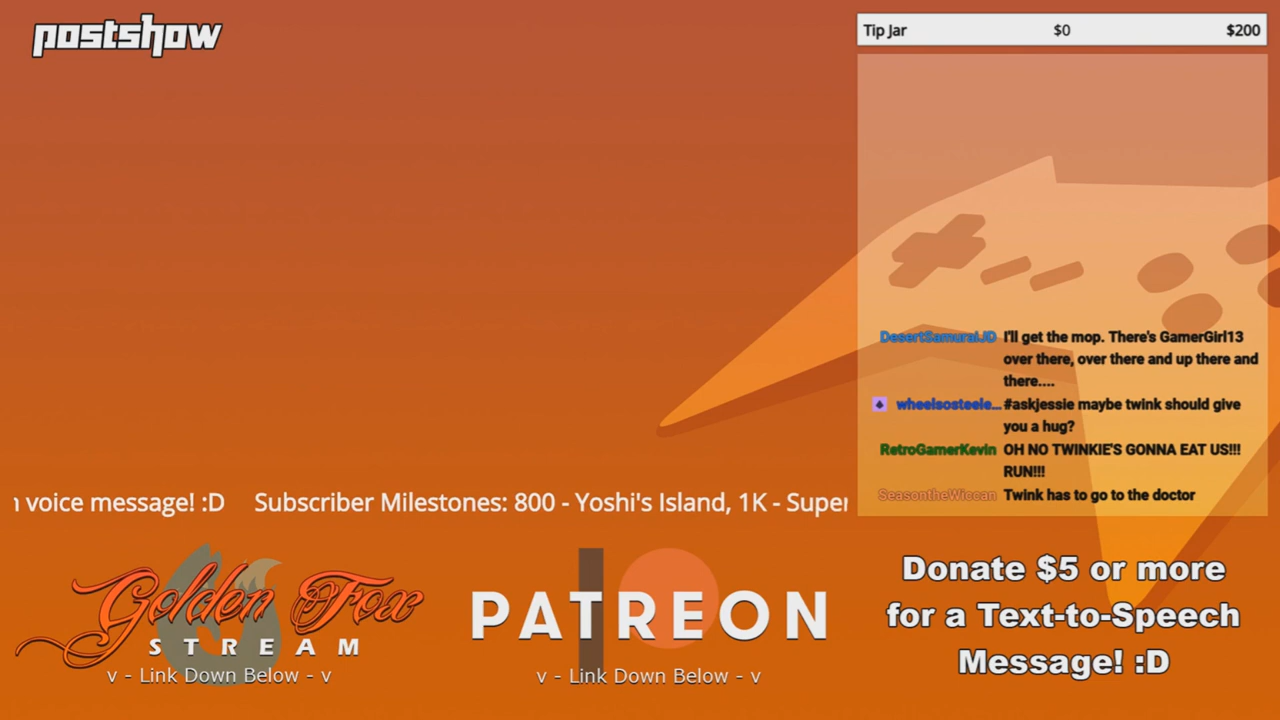 postshow
Tip Jar $0 $200
DesertSamuraiJD I'll get the mop. There's GamerGirl13
over there, over there and up there and
there....
wheelsosteele... #askjessie maybe twink should give
you a hug?
RetroGamerKevin OH NO TWINKIE'S GONNA EAT US!!!
RUN!!!
SeasontheWiccan Twink has to go to the doctor
voice message! :D Subscriber Milestones: 800 - Yoshi's Island, 1K - Super
Golden Fox
STREAM
v - Link Down Below - v
PATREON
v - Link Down Below - v
Donate $5 or more
for a Text-to-Speech
Message! :D